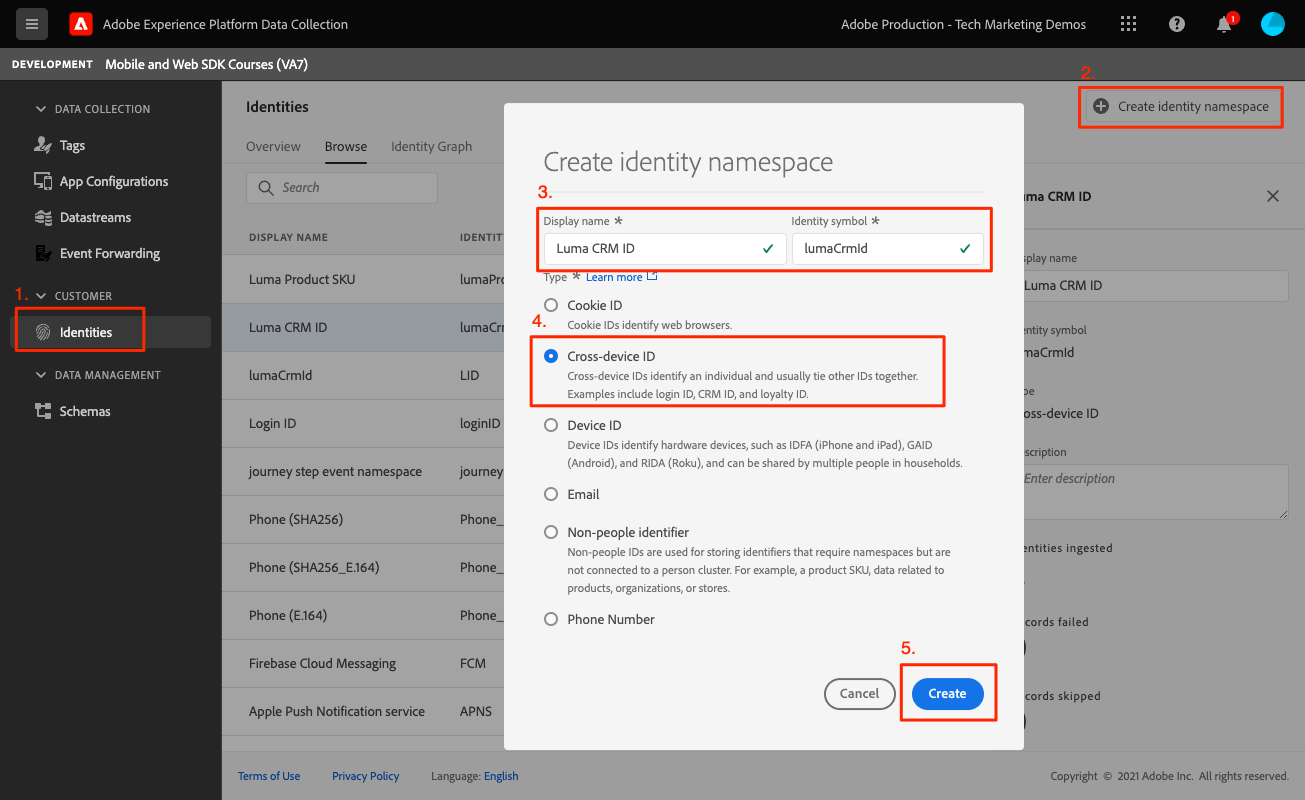 Adobe Experience Platform Data Collection
Adobe Production - Tech Marketing Demos
1
DEVELOPMENT Mobile and Web SDK Courses (VA7)
DATA COLLECTION
Tags
App Configurations
Datastreams
Event Forwarding
1.
CUSTOMER
Identities
DATA MANAGEMENT
Schemas
Identities
2.
Create identity namespace
Overview Browse Identity Graph
Search
DISPLAY NAME IDENTIT
Luma Product SKU lumaPro
Luma CRM ID lumaCrr
lumaCrmId LID
Login ID loginID
journey step event namespace journey
Phone (SHA256) Phone_
Phone (SHA256_E.164) Phone_
Phone (E.164) Phone_
Firebase Cloud Messaging FCM
Apple Push Notification service APNS
Create identity namespace
3.
Display name * Identity symbol *
Luma CRM ID lumaCrmId
Type * Learn more
Cookie ID
Cookie IDs identify web browsers.
4.
Cross-device ID
Cross-device IDs identify an individual and usually tie other IDs together.
Examples include login ID, CRM ID, and loyalty ID.
Device ID
Device IDs identify hardware devices, such as IDFA (iPhone and iPad), GAID
(Android), and RIDA (Roku), and can be shared by multiple people in households.
Email
Non-people identifier
Non-people IDs are used for storing identifiers that require namespaces but are
not connected to a person cluster. For example, a product SKU, data related to
products, organizations, or stores.
Phone Number
5.
Cancel Create
uma CRM ID
splay name
Luma CRM ID
entity symbol
maCrmId
pe
oss-device ID
scription
Enter description
entities ingested
cords failed
cords skipped
Terms of Use Privacy Policy Language: English
Copyright © 2021 Adobe Inc. All rights reserved.